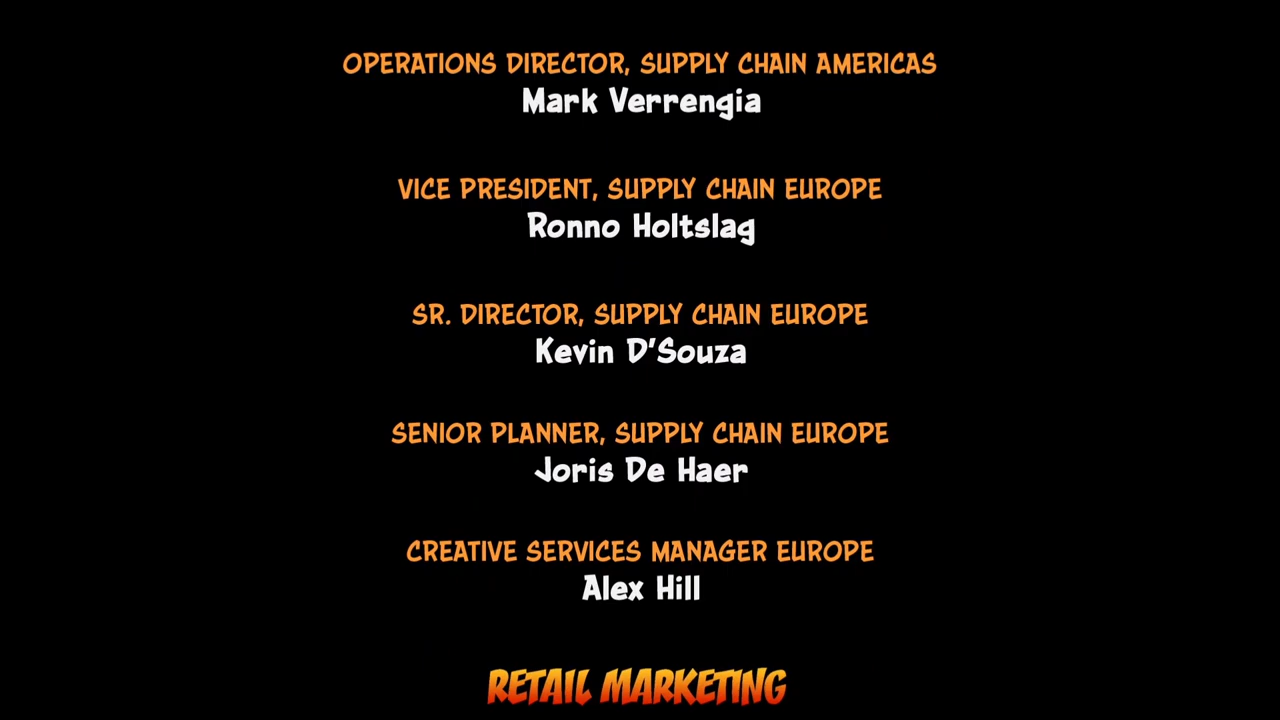 OPERATIONS DIRECTOR, SUPPLY CHAIN AMERICAS
Mark Verrengia
VICE PRESIDENT, SUPPLY CHAIN EUROPE
Ronno Holtslag
SR. DIRECTOR, SUPPLY CHAIN EUROPE
Kevin D'Souza
SENIOR PLANNER, SUPPLY CHAIN EUROPE
Joris De Haer
CREATIVE SERVICES MANAGER EUROPE
Alex Hill
RETAIL MARKETING